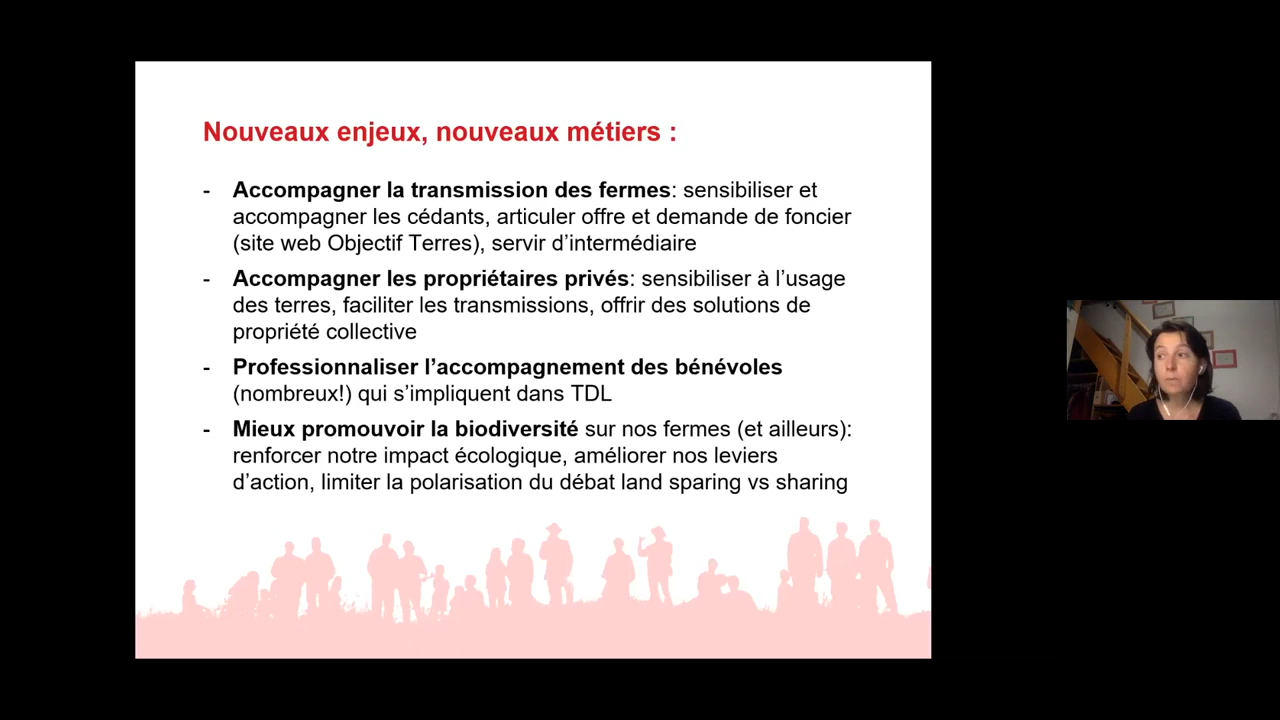 Nouveaux enjeux, nouveaux métiers :
- Accompagner la transmission des fermes: sensibiliser et
accompagner les cédants, articuler offre et demande de foncier
(site web Objectif Terres), servir d’intermédiaire
- Accompagner les propriétaires privés: sensibiliser à l’usage
des terres, faciliter les transmissions, offrir des solutions de
propriété collective
- Professionnaliser l’accompagnement des bénévoles
(nombreux!) qui s’impliquent dans TDL
- Mieux promouvoir la biodiversité sur nos fermes (et ailleurs):
renforcer notre impact écologique, améliorer nos leviers
d’action, limiter la polarisation du débat land sparing vs sharing